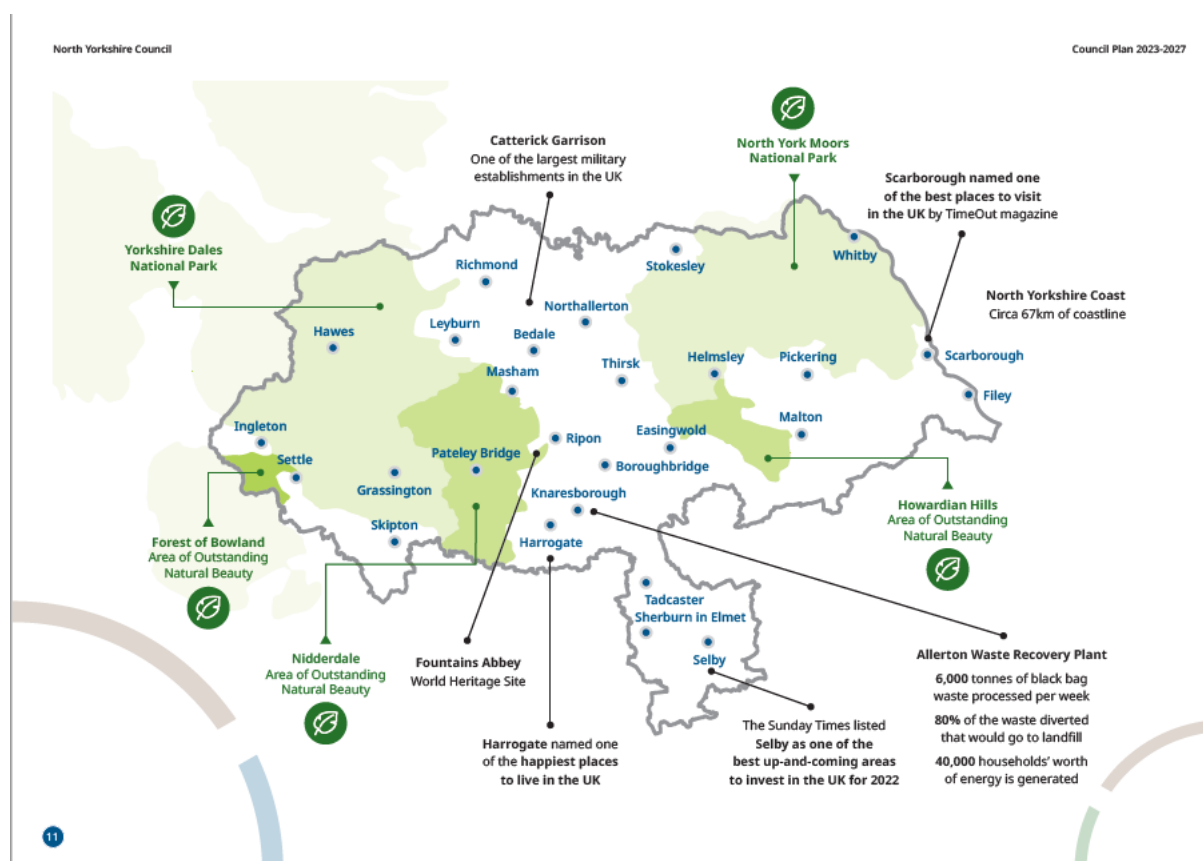 North Yorkshire Council
Council Plan 2023-2027
North York Moors
National Park
Catterick Garrison
One of the largest military
establishments in the UK
Scarborough named one
of the best places to visit
in the UK by TimeOut magazine
Yorkshire Dales
National Park
Richmond
Stokesley
Whitby
North Yorkshire Coast
Circa 67km of coastline
Northallerton
Hawes
Leyburn
Bedale
Thirsk
Helmsley
Pickering
Scarborough
Masham
Filey
Ingleton
Malton
Settle
Pateley Bridge
Ripon
Easingwold
Boroughbridge
Grassington
Knaresborough
Skipton
Harrogate
Howardian Hills
Area of Outstanding
Natural Beauty
Forest of Bowland
Area of Outstanding
Natural Beauty
Tadcaster
Sherburn in Elmet
Selby
Nidderdale
Area of Outstanding
Natural Beauty
Fountains Abbey
World Heritage Site
Allerton Waste Recovery Plant
6,000 tonnes of black bag
waste processed per week
80% of the waste diverted
that would go to landfill
40,000 households’ worth
of energy is generated
Harrogate named one
of the happiest places
to live in the UK
The Sunday Times listed
Selby as one of the
best up-and-coming areas
to invest in the UK for 2022
11